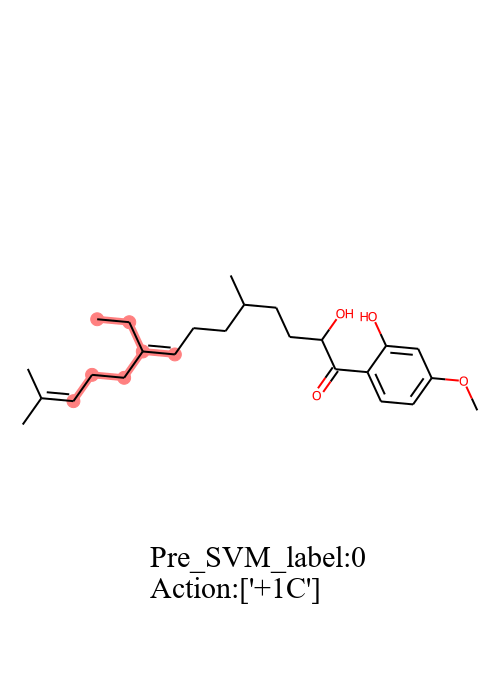 OH
HO
O
O
Pre_SVM_label:0
Action:['+1C']